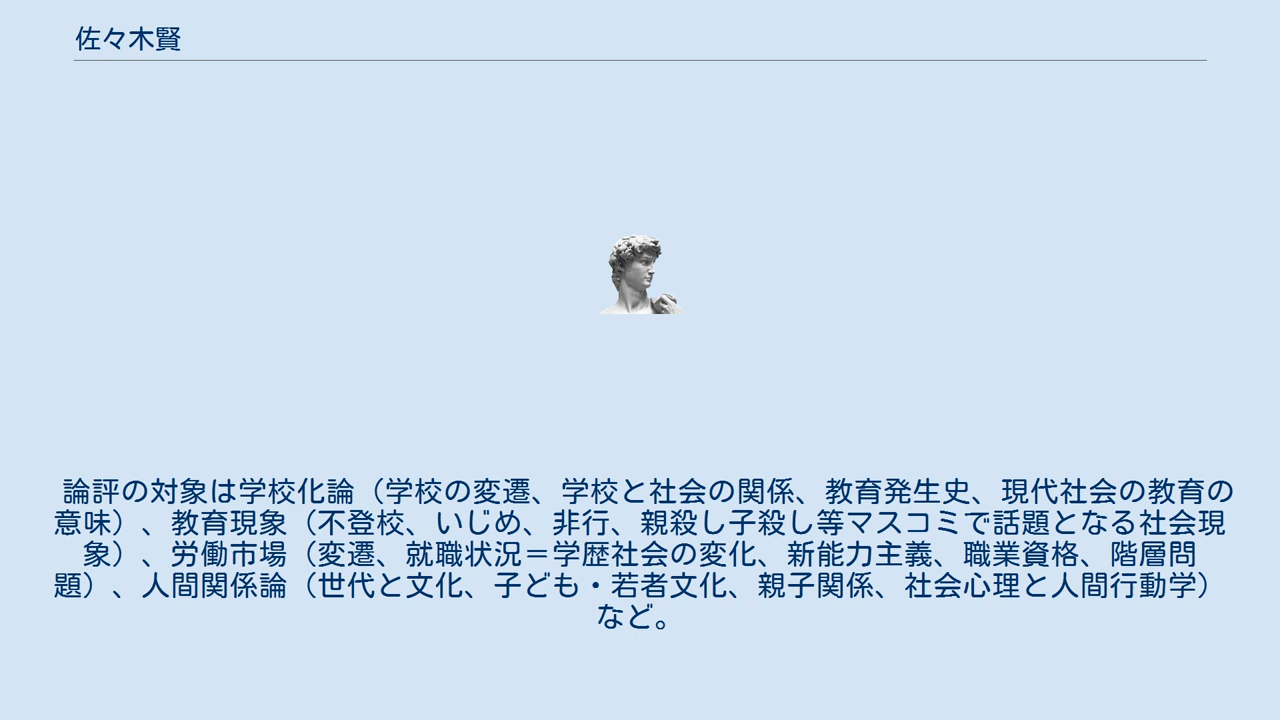 佐々木賢
論評の対象は学校化論（学校の変遷、学校と社会の関係、教育発生史、現代社会の教育の
意味）、教育現象（不登校、いじめ、非行、親殺し子殺し等マスコミで話題となる社会現
象）、労働市場（変遷、就職状況＝学歴社会の変化、新能力主義、職業資格、階層問
題）、人間関係論（世代と文化、子ども・若者文化、親子関係、社会心理と人間行動学）
など。